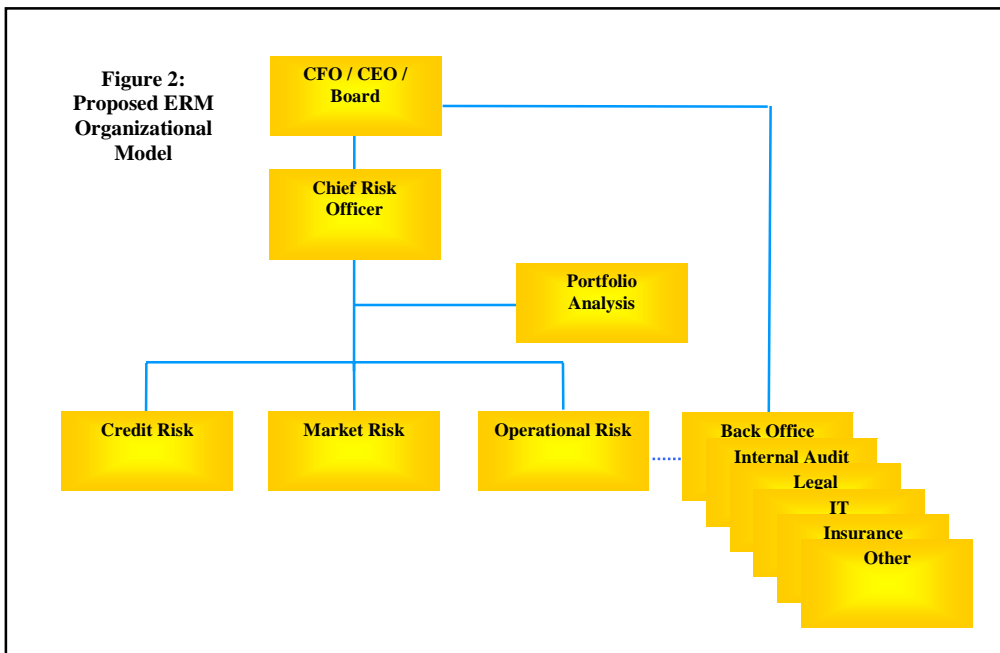 Figure 2:
Proposed ERM
Organizational
Model
CFO / CEO /
Board
Chief Risk
Officer
Portfolio
Analysis
Credit Risk
Market Risk
Operational Risk
Back Office
Internal Audit
Legal
IT
Insurance
Other